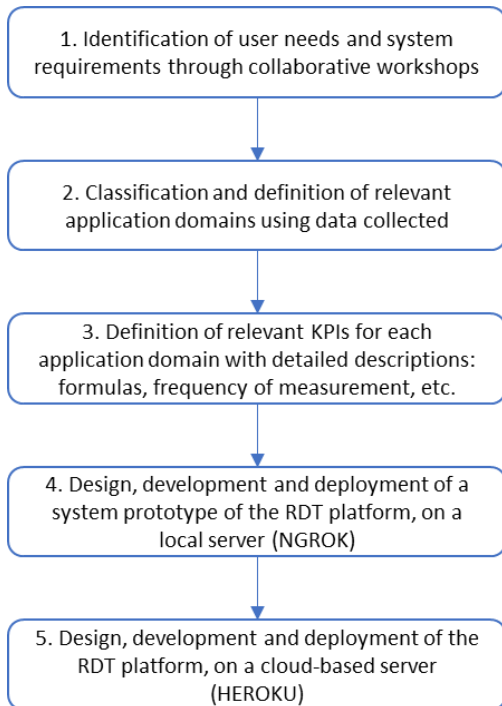 1. Identification of user needs and system
requirements through collaborative workshops
2. Classification and definition of relevant
application domains using data collected
3. Definition of relevant KPIs for each
application domain with detailed descriptions:
formulas, frequency of measurement, etc.
4. Design, development and deployment of a
system prototype of the RDT platform, on a
local server (NGROK)
5. Design, development and deployment of the
RDT platform, on a cloud-based server
(HEROKU)